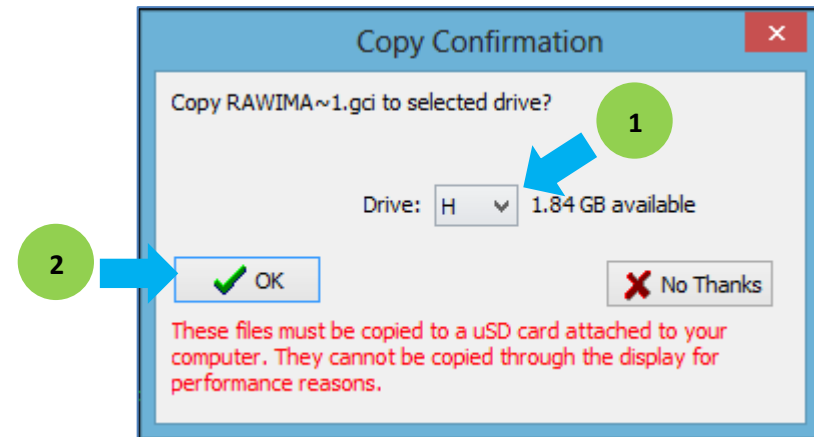 Copy Confirmation
Copy RAWIMA~1.gci to selected drive?
1
Drive: H 1.84 GB available
2
OK
No Thanks
These files must be copied to a uSD card attached to your
computer. They cannot be copied through the display for
performance reasons.